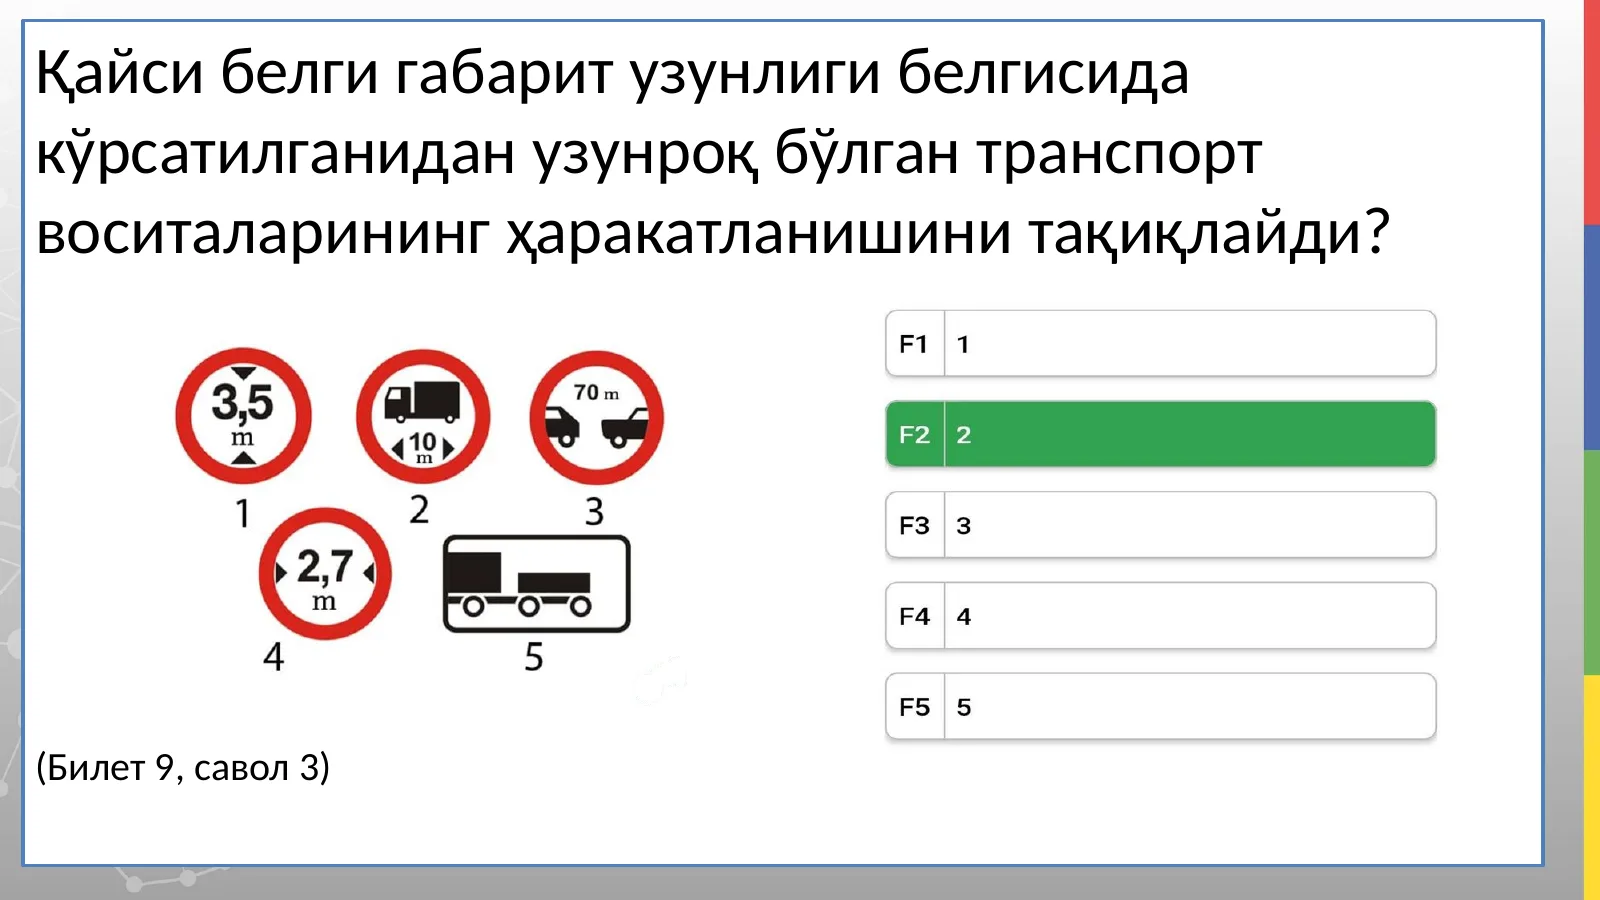 Қайси белги габарит узунлиги белгисида
кўрсатилганидан узунроқ бўлган транспорт
воситаларининг ҳаракатланишини тақиқлайди?
3,5
m
10
m
70 m
1
2
3
2,7
m
4
5
F1 1
F2 2
F3 3
F4 4
F5 5
(Билет 9, савол 3)